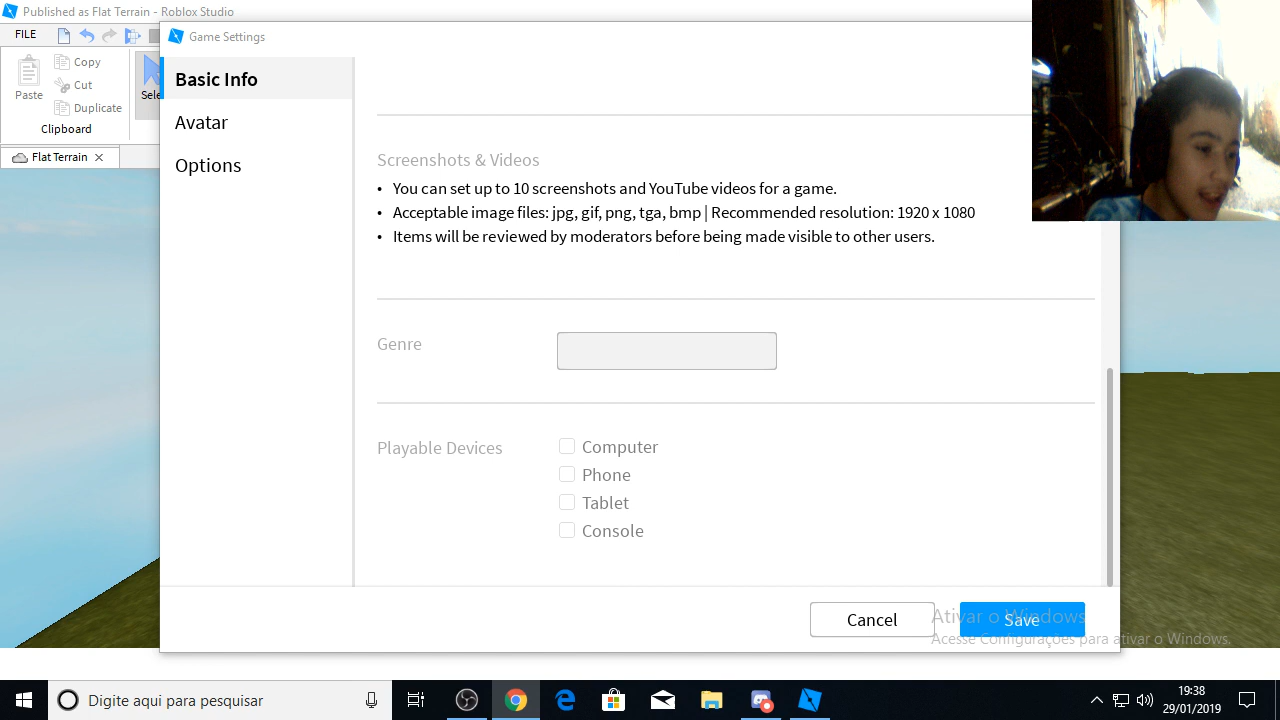 Published as Flat Terrain - Roblox Studio
FILE
Copy
Cut
Paste
Duplicate
Clipboard
Flat Terrain
Game Settings
Basic Info
Avatar
Options
Screenshots & Videos
• You can set up to 10 screenshots and YouTube videos for a game.
• Acceptable image files: jpg, gif, png, tga, bmp | Recommended resolution: 1920 x 1080
• Items will be reviewed by moderators before being made visible to other users.
Genre
Playable Devices
Computer
Phone
Tablet
Console
Cancel
Save
Ativar o Windows
Acesse Configurações para ativar o Windows.
Digite aqui para pesquisar
19:38
29/01/2019